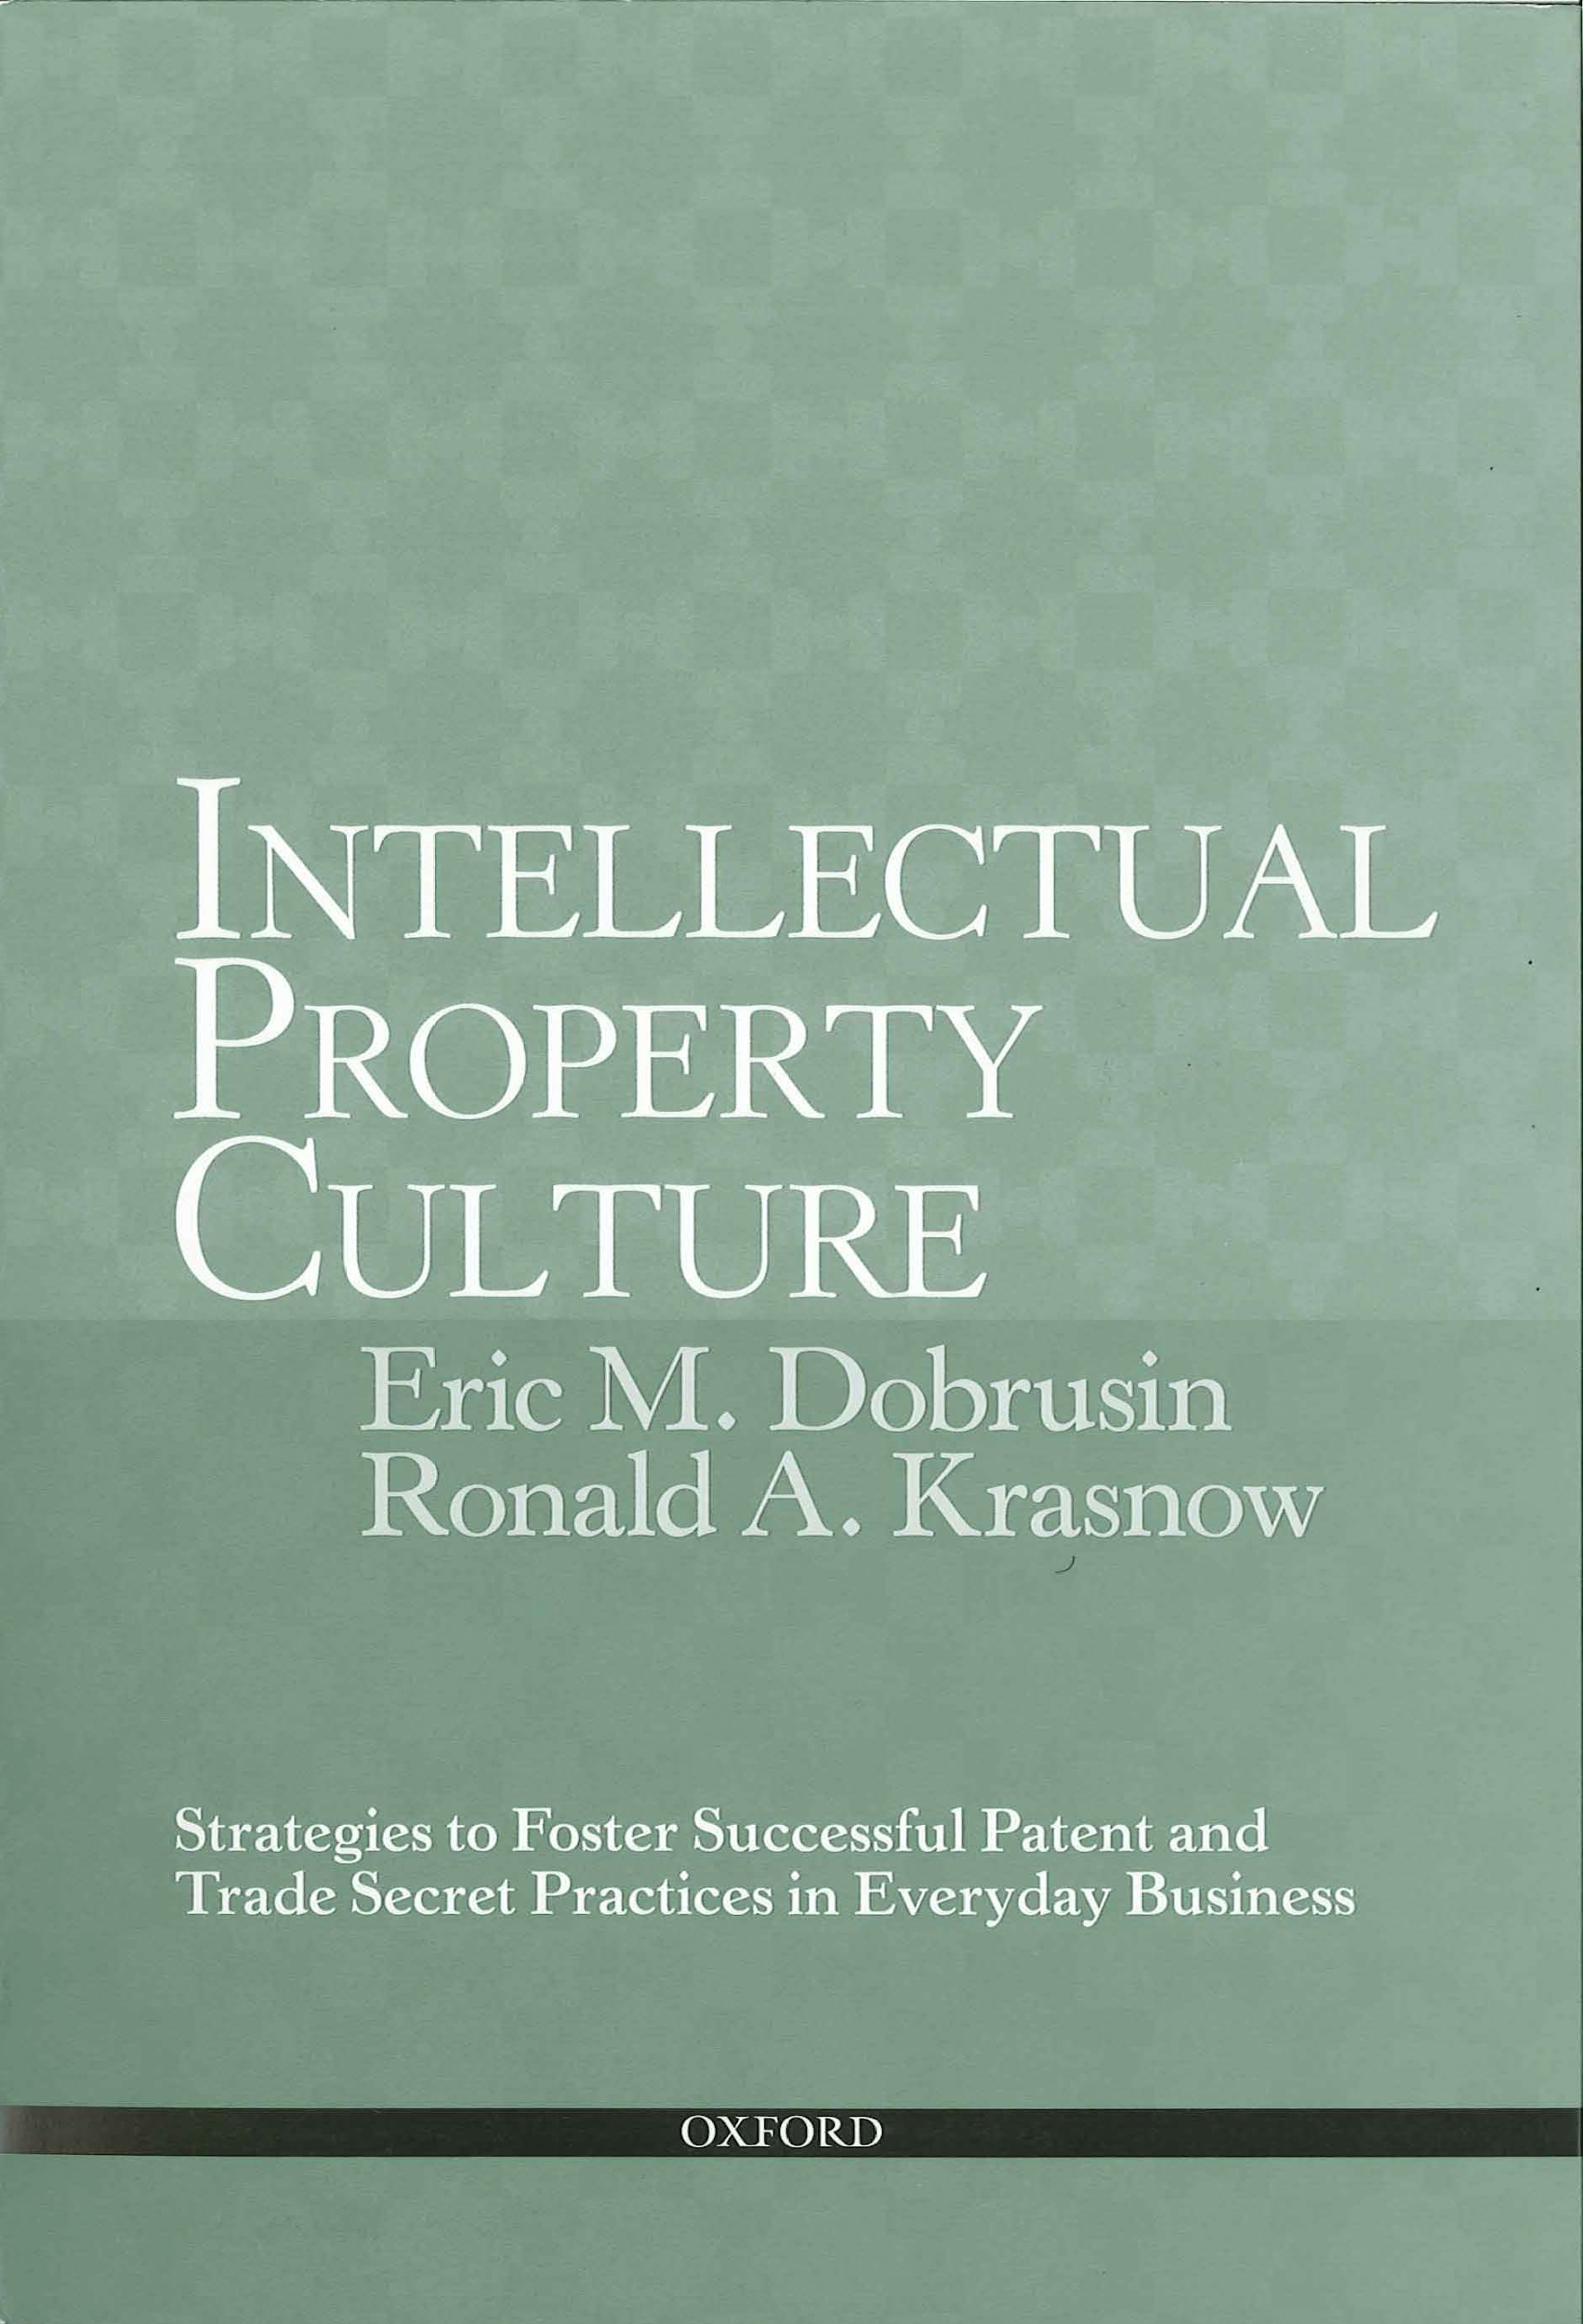 INTELLECTUAL
PROPERTY
CULTURE
Eric M. Dobrusin
Ronald A. Krasnow
Strategies to Foster Successful Patent and
Trade Secret Practices in Everyday Business
OXFORD